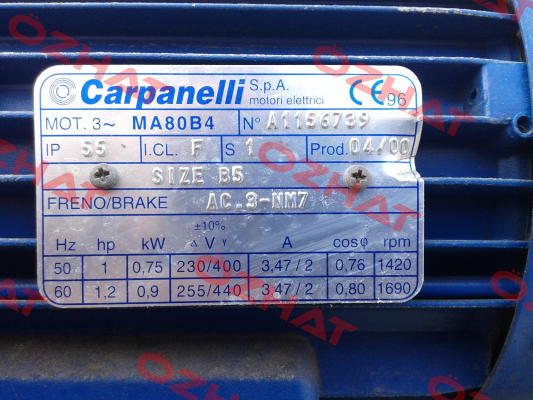 Carpanelli S.p.A.
motori elettrici
CE 96
MOT. 3~ MA80B4 N° A1156739
IP 55 I.CL. F S 1 Prod. 04/00
SIZE B5
FRENO/BRAKE AC.3-NM7
±10%
Hz hp kW Δ V Y A cosφ rpm
50 1 0,75 230/400 3,47/2 0,76 1420
60 1,2 0,9 255/440 3,47/2 0,80 1690
OZHAT
OZHAT
OZHAT
OZHAT
OZHAT
OZHAT
OZHAT